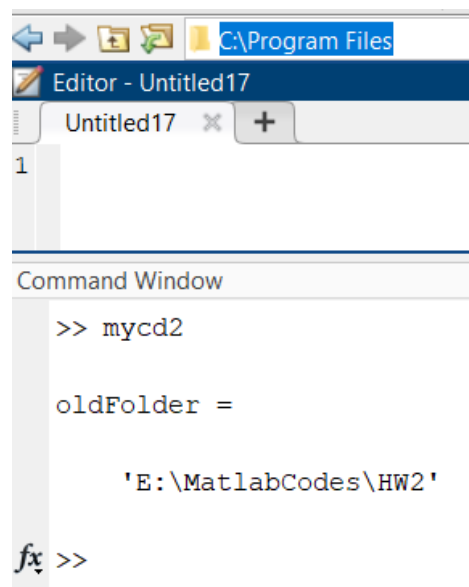 C:\Program Files
Editor - Untitled17
Untitled17 × +
1
Command Window
>> mycd2
oldFolder =
'E:\MatlabCodes\HW2'
fx >>